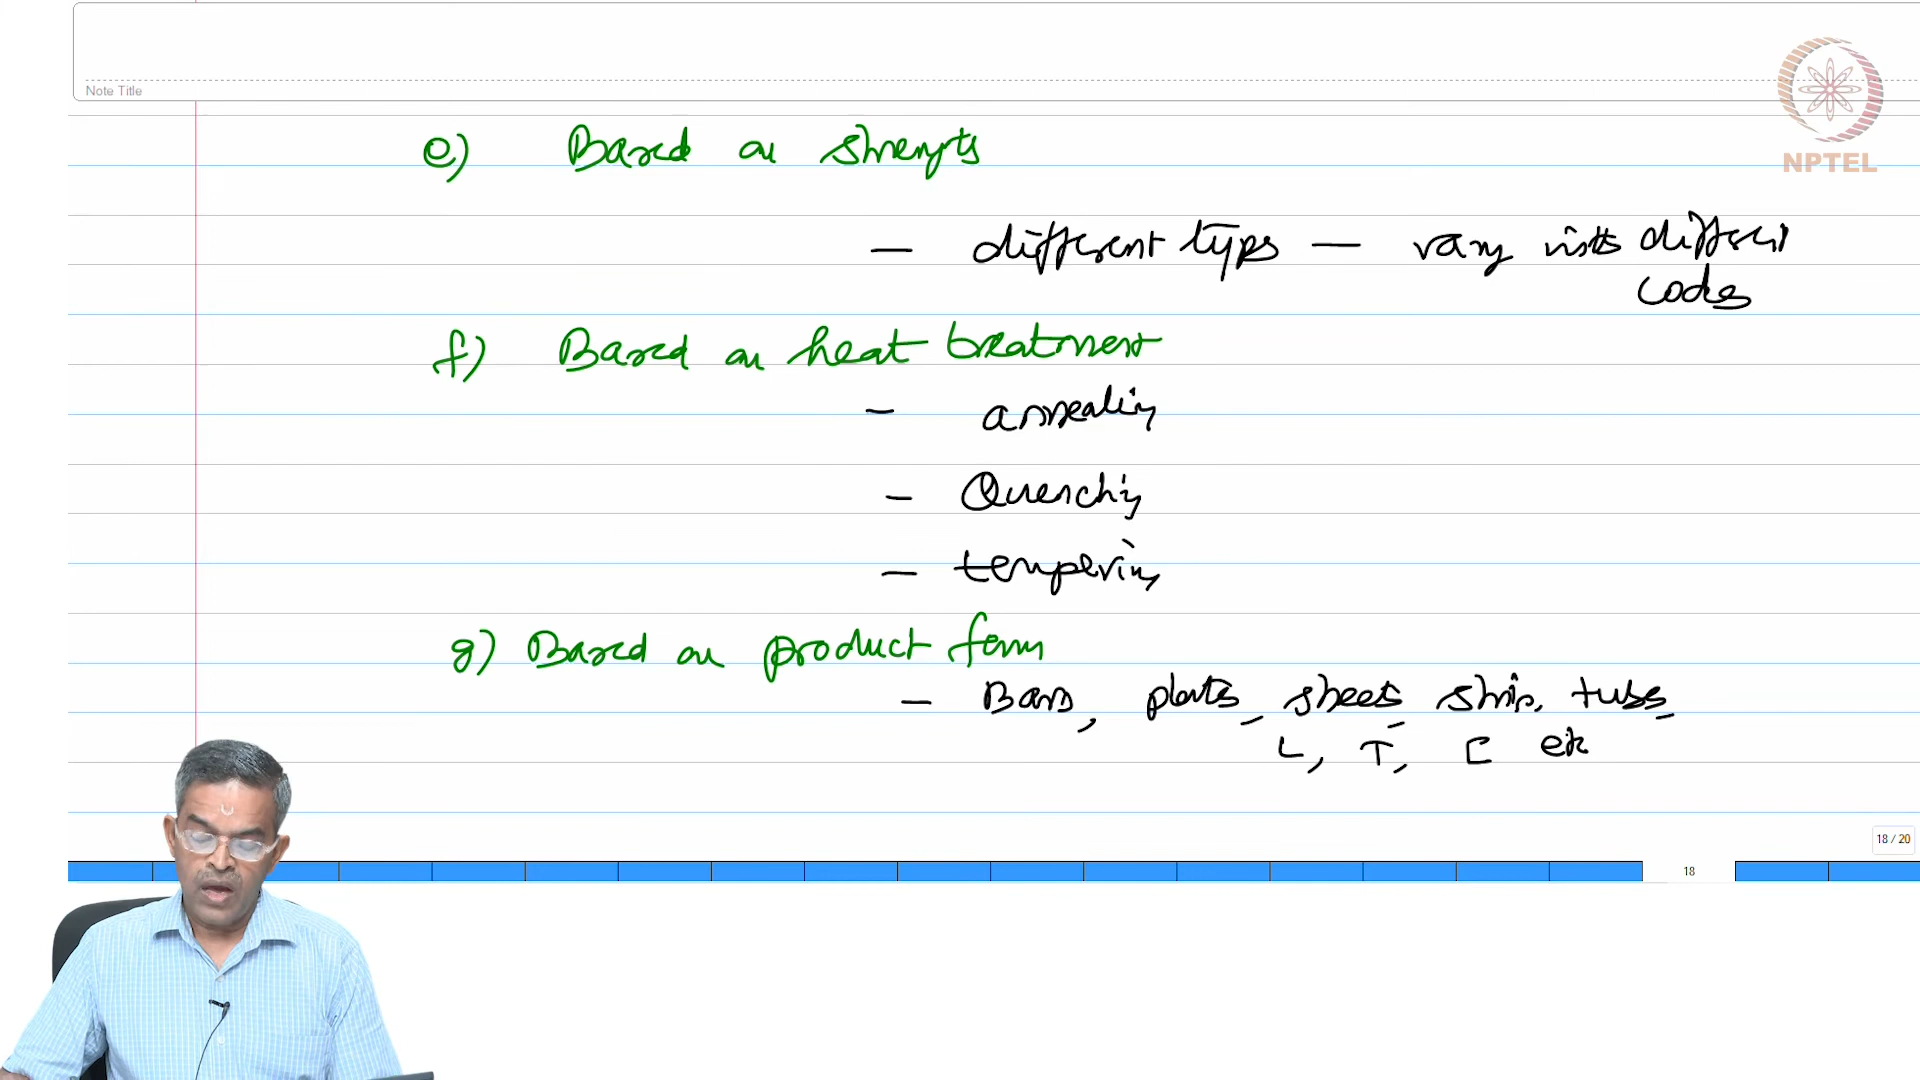 Note Title
NPTEL
e) Based on strength
- different types - vary with different
codes
f) Based on heat treatment
- annealing
- Quenching
- tempering
g) Based on product form
- Bars, plates, sheets, strip, tubes,
L, T, [ etc
18 / 20
18